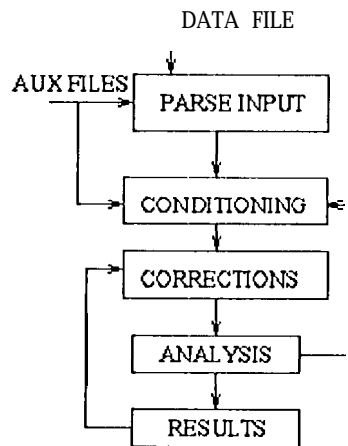 DATA FILE
AUX FILES
PARSE INPUT
CONDITIONING
CORRECTIONS
ANALYSIS
RESULTS